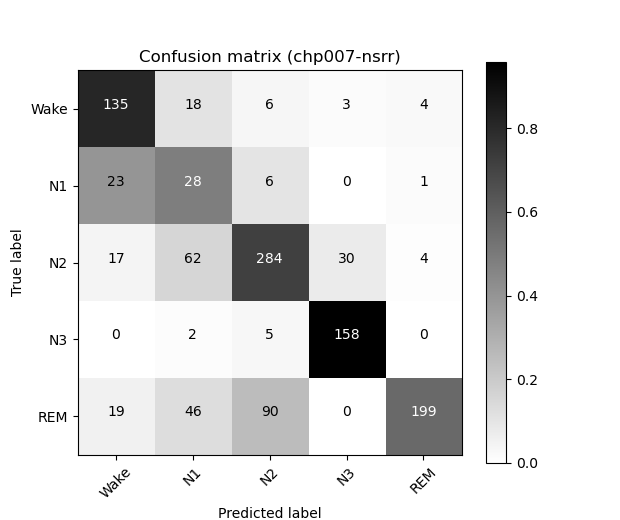 Confusion matrix (chp007-nsrr)
Wake 135 18 6 3 4
N1 23 28 6 0 1
N2 17 62 284 30 4
N3 0 2 5 158 0
REM 19 46 90 0 199
Wake N1 N2 N3 REM
Predicted label
True label
0.8
0.6
0.4
0.2
0.0